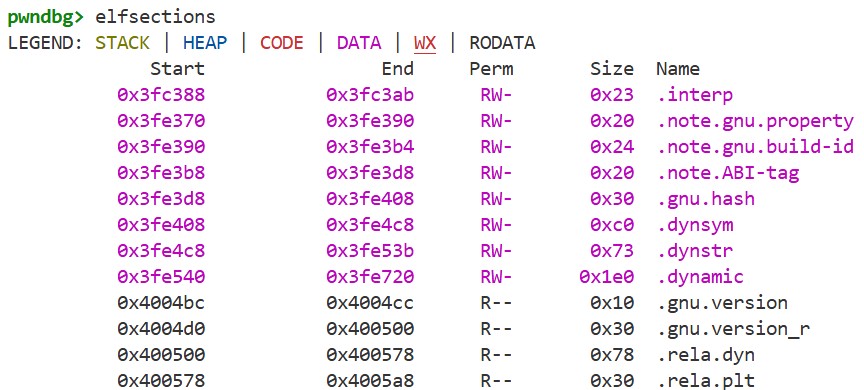 pwndbg> elfsections
LEGEND: STACK | HEAP | CODE | DATA | WX | RODATA
Start End Perm Size Name
0x3fc388 0x3fc3ab RW- 0x23 .interp
0x3fe370 0x3fe390 RW- 0x20 .note.gnu.property
0x3fe390 0x3fe3b4 RW- 0x24 .note.gnu.build-id
0x3fe3b8 0x3fe3d8 RW- 0x20 .note.ABI-tag
0x3fe3d8 0x3fe408 RW- 0x30 .gnu.hash
0x3fe408 0x3fe4c8 RW- 0xc0 .dynsym
0x3fe4c8 0x3fe53b RW- 0x73 .dynstr
0x3fe540 0x3fe720 RW- 0x1e0 .dynamic
0x4004bc 0x4004cc R-- 0x10 .gnu.version
0x4004d0 0x400500 R-- 0x30 .gnu.version_r
0x400500 0x400578 R-- 0x78 .rela.dyn
0x400578 0x4005a8 R-- 0x30 .rela.plt